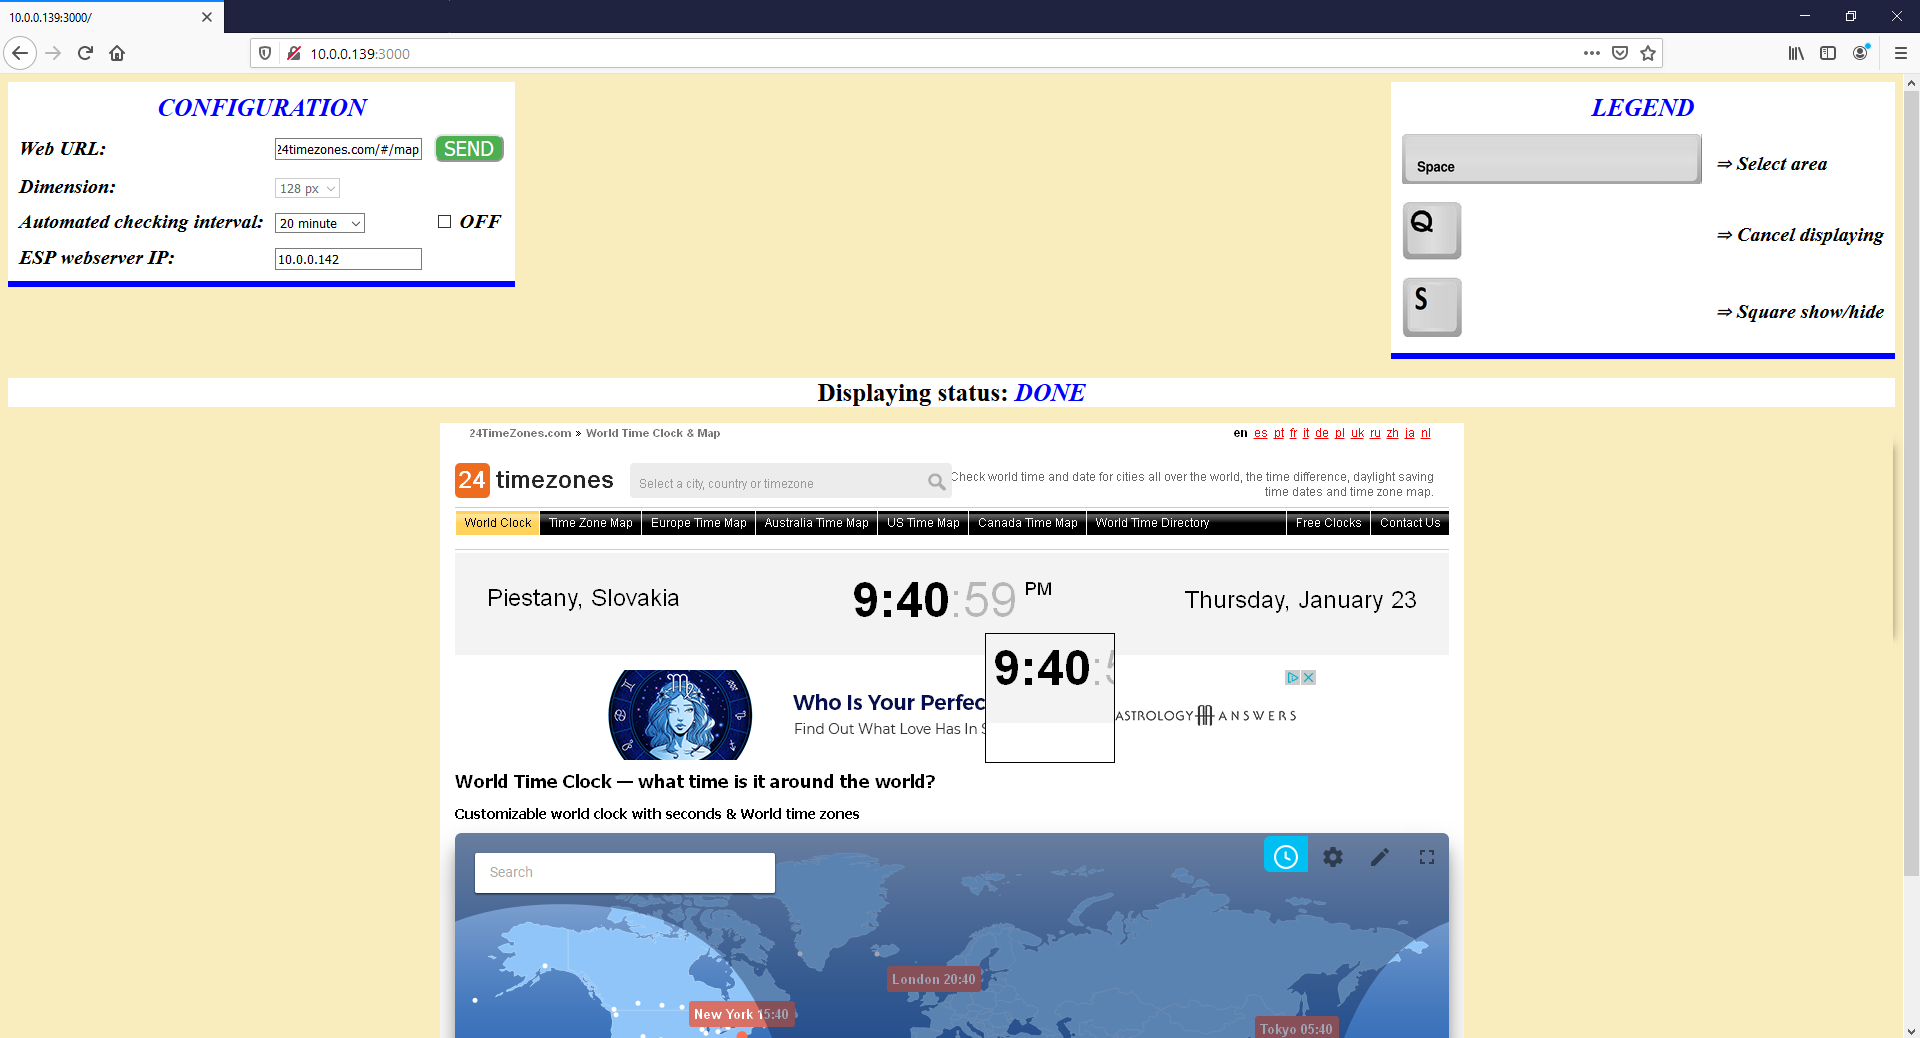 10.0.0.139:3000/
10.0.0.139:3000
CONFIGURATION
Web URL: 24timezones.com/#/map SEND
Dimension: 128 px
Automated checking interval: 20 minute OFF
ESP webserver IP: 10.0.0.142
LEGEND
Space ⇒ Select area
Q ⇒ Cancel displaying
S ⇒ Square show/hide
Displaying status: DONE
24TimeZones.com » World Time Clock & Map
en es pt fr it de pl uk ru zh ja nl
24 timezones
Select a city, country or timezone
Check world time and date for cities all over the world, the time difference, daylight saving
time dates and time zone map.
World Clock Time Zone Map Europe Time Map Australia Time Map US Time Map Canada Time Map World Time Directory Free Clocks Contact Us
Piestany, Slovakia
9:40:59 PM
Thursday, January 23
9:40:5
Who Is Your Perfec
Find Out What Love Has In S
ASTROLOGY ANSWERS
World Time Clock — what time is it around the world?
Customizable world clock with seconds & World time zones
Search
London 20:40
New York 15:40
Tokyo 05:40